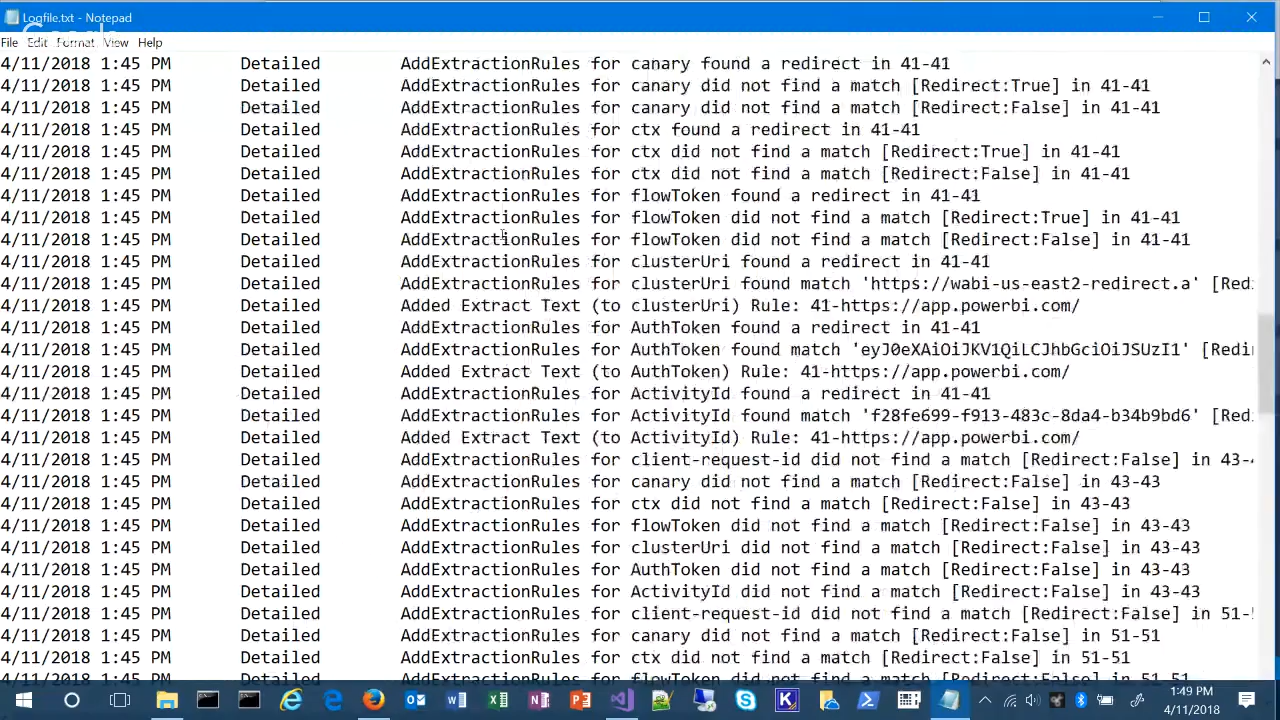 Logfile.txt - Notepad
File Edit Format View Help
4/11/2018 1:45 PM Detailed AddExtractionRules for canary found a redirect in 41-41
4/11/2018 1:45 PM Detailed AddExtractionRules for canary did not find a match [Redirect:True] in 41-41
4/11/2018 1:45 PM Detailed AddExtractionRules for canary did not find a match [Redirect:False] in 41-41
4/11/2018 1:45 PM Detailed AddExtractionRules for ctx found a redirect in 41-41
4/11/2018 1:45 PM Detailed AddExtractionRules for ctx did not find a match [Redirect:True] in 41-41
4/11/2018 1:45 PM Detailed AddExtractionRules for ctx did not find a match [Redirect:False] in 41-41
4/11/2018 1:45 PM Detailed AddExtractionRules for flowToken found a redirect in 41-41
4/11/2018 1:45 PM Detailed AddExtractionRules for flowToken did not find a match [Redirect:True] in 41-41
4/11/2018 1:45 PM Detailed AddExtractionRules for flowToken did not find a match [Redirect:False] in 41-41
4/11/2018 1:45 PM Detailed AddExtractionRules for clusterUri found a redirect in 41-41
4/11/2018 1:45 PM Detailed AddExtractionRules for clusterUri found match 'https://wabi-us-east2-redirect.a' [Red
4/11/2018 1:45 PM Detailed Added Extract Text (to clusterUri) Rule: 41-https://app.powerbi.com/
4/11/2018 1:45 PM Detailed AddExtractionRules for AuthToken found a redirect in 41-41
4/11/2018 1:45 PM Detailed AddExtractionRules for AuthToken found match 'eyJ0eXAiOiJKV1QiLCJhbGciOiJSUzI1' [Redi
4/11/2018 1:45 PM Detailed Added Extract Text (to AuthToken) Rule: 41-https://app.powerbi.com/
4/11/2018 1:45 PM Detailed AddExtractionRules for ActivityId found a redirect in 41-41
4/11/2018 1:45 PM Detailed AddExtractionRules for ActivityId found match 'f28fe699-f913-483c-8da4-b34b9bd6' [Red
4/11/2018 1:45 PM Detailed Added Extract Text (to ActivityId) Rule: 41-https://app.powerbi.com/
4/11/2018 1:45 PM Detailed AddExtractionRules for client-request-id did not find a match [Redirect:False] in 43-
4/11/2018 1:45 PM Detailed AddExtractionRules for canary did not find a match [Redirect:False] in 43-43
4/11/2018 1:45 PM Detailed AddExtractionRules for ctx did not find a match [Redirect:False] in 43-43
4/11/2018 1:45 PM Detailed AddExtractionRules for flowToken did not find a match [Redirect:False] in 43-43
4/11/2018 1:45 PM Detailed AddExtractionRules for clusterUri did not find a match [Redirect:False] in 43-43
4/11/2018 1:45 PM Detailed AddExtractionRules for AuthToken did not find a match [Redirect:False] in 43-43
4/11/2018 1:45 PM Detailed AddExtractionRules for ActivityId did not find a match [Redirect:False] in 43-43
4/11/2018 1:45 PM Detailed AddExtractionRules for client-request-id did not find a match [Redirect:False] in 51-
4/11/2018 1:45 PM Detailed AddExtractionRules for canary did not find a match [Redirect:False] in 51-51
4/11/2018 1:45 PM Detailed AddExtractionRules for ctx did not find a match [Redirect:False] in 51-51
4/11/2018 1:45 PM Detailed AddExtractionRules for flowToken did not find a match [Redirect:False] in 51-51
1:49 PM
4/11/2018